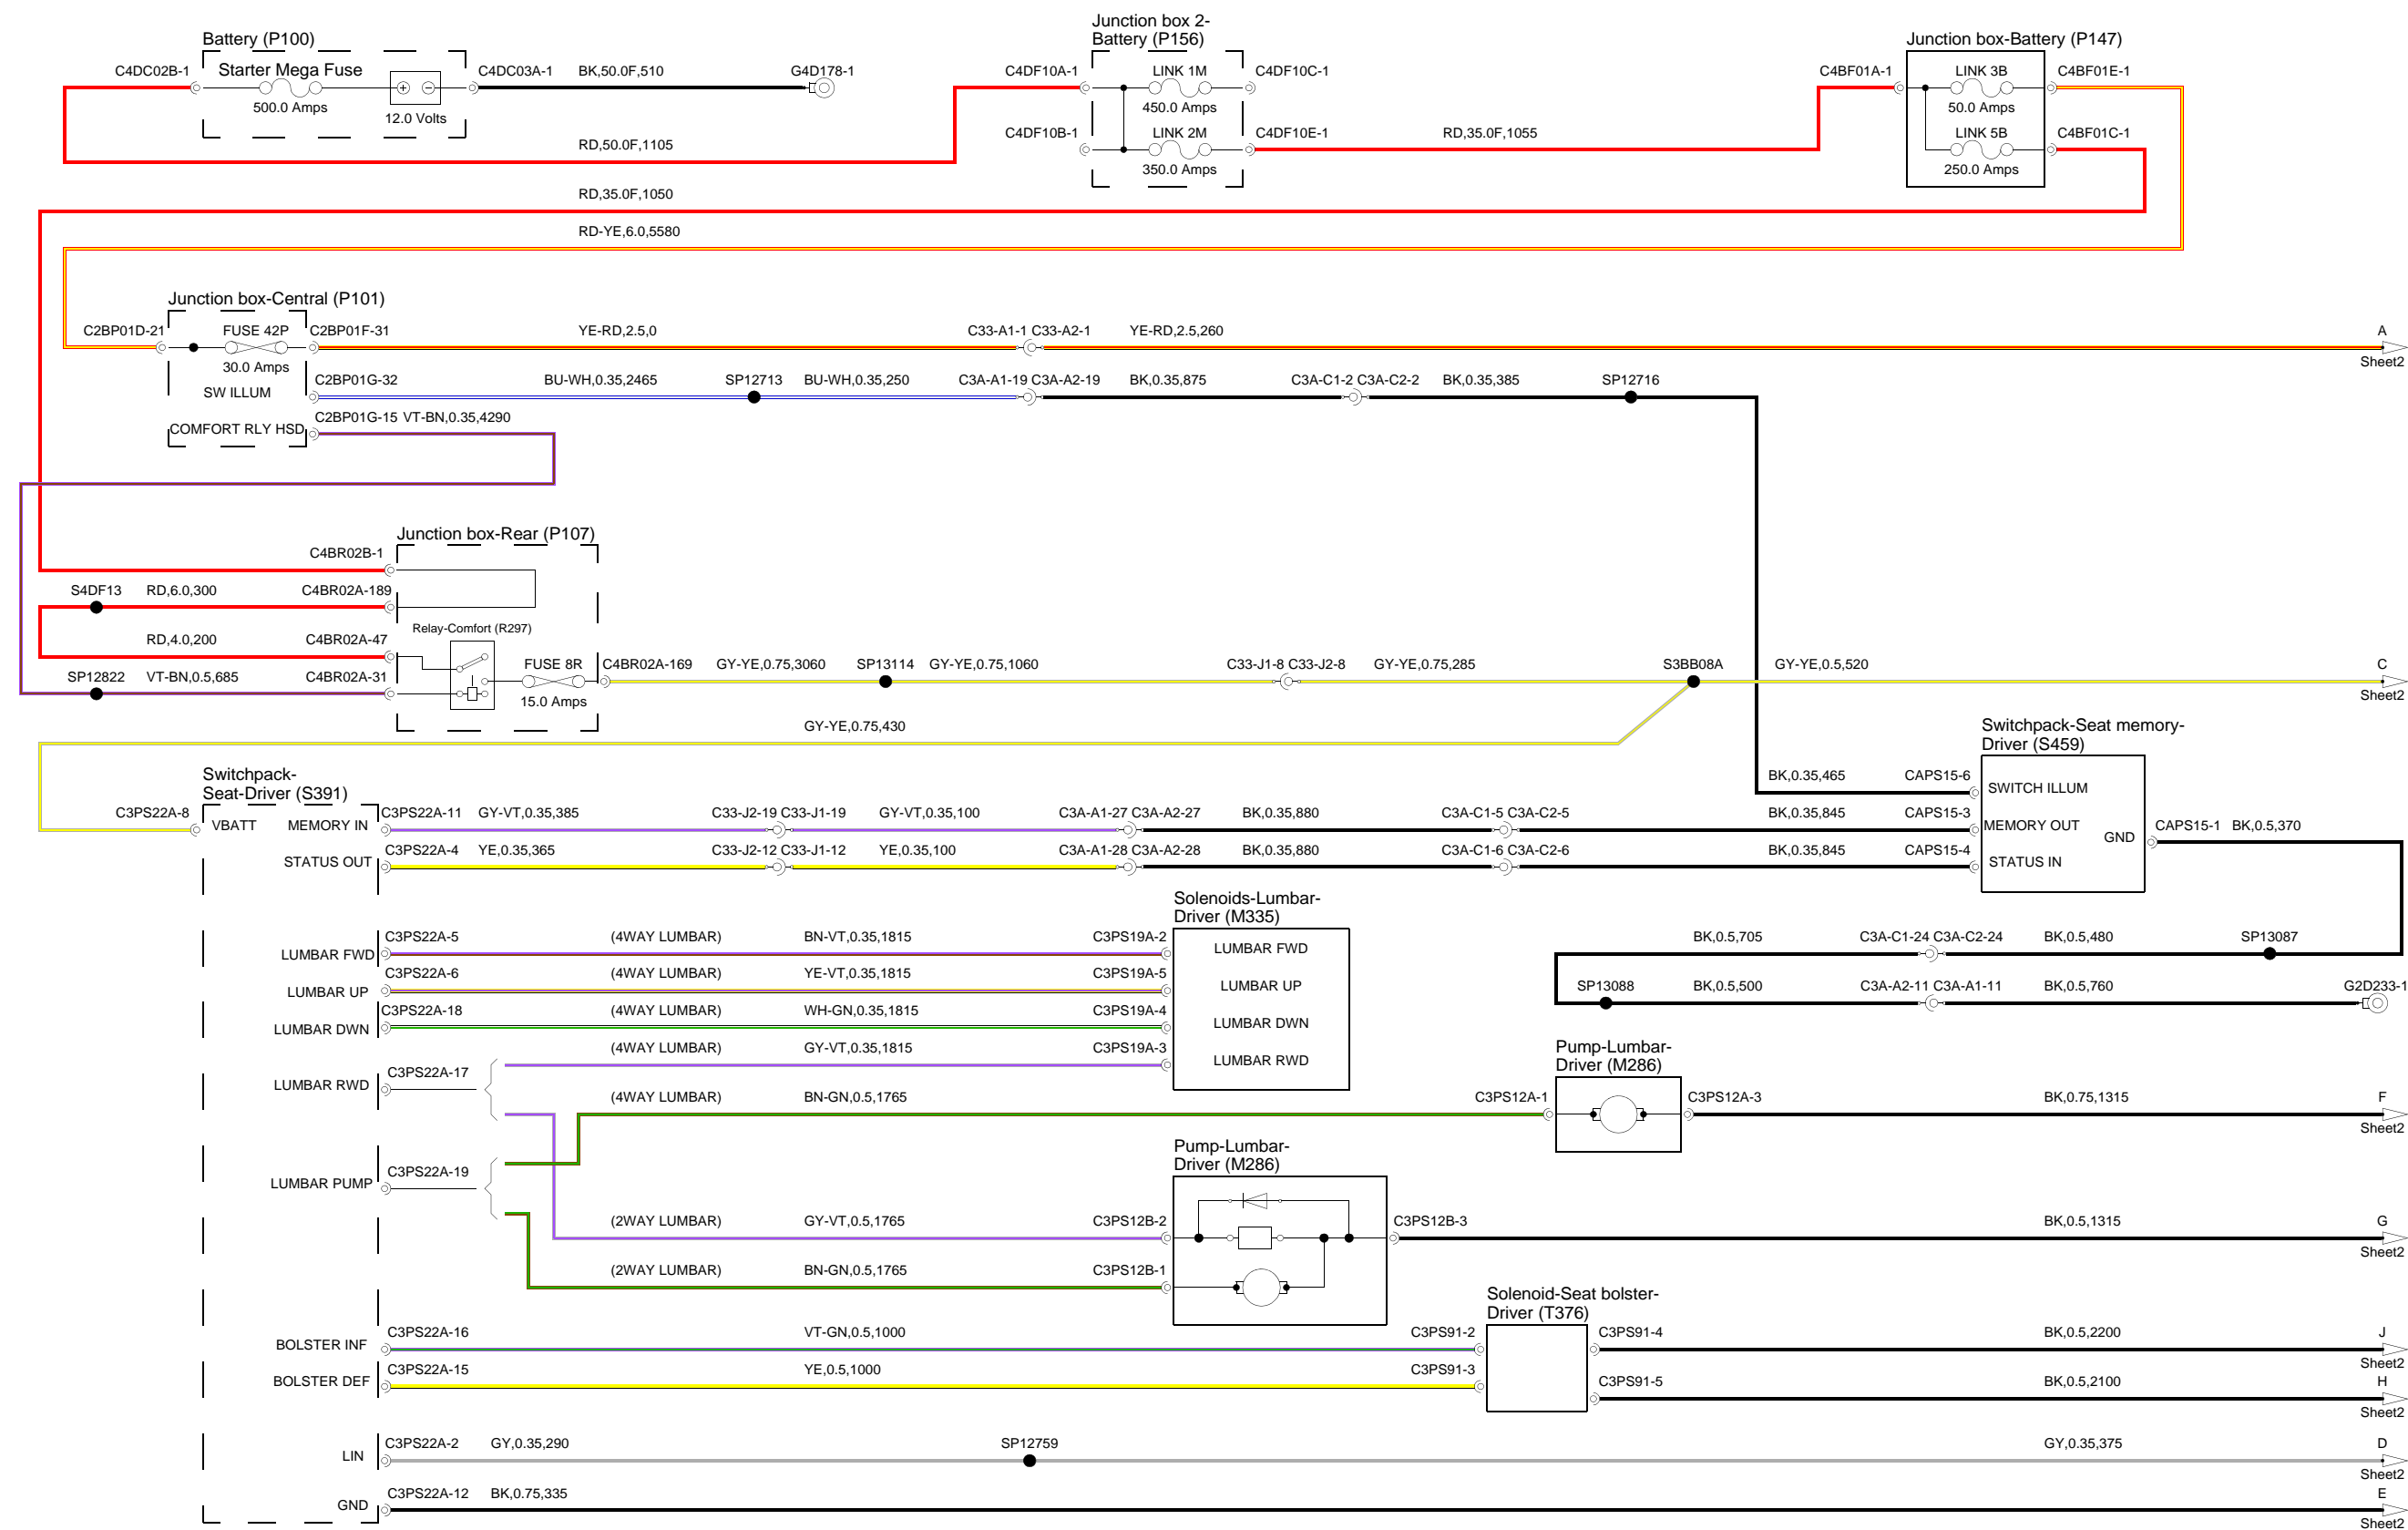 Battery (P100)
C4DC02B-1
Starter Mega Fuse
500.0 Amps
12.0 Volts
C4DC03A-1
BK,50.0F,510
G4D178-1
Junction box 2-
Battery (P156)
C4DF10A-1
LINK 1M
450.0 Amps
C4DF10C-1
C4DF10B-1
LINK 2M
350.0 Amps
C4DF10E-1
RD,35.0F,1055
Junction box-Battery (P147)
C4BF01A-1
LINK 3B
50.0 Amps
C4BF01E-1
LINK 5B
250.0 Amps
C4BF01C-1
RD,50.0F,1105
RD,35.0F,1050
RD-YE,6.0,5580
Junction box-Central (P101)
C2BP01D-21
FUSE 42P
30.0 Amps
C2BP01F-31
YE-RD,2.5,0
C33-A1-1 C33-A2-1
YE-RD,2.5,260
A
Sheet2
SW ILLUM
C2BP01G-32
BU-WH,0.35,2465
SP12713
BU-WH,0.35,250
C3A-A1-19 C3A-A2-19
BK,0.35,875
C3A-C1-2 C3A-C2-2
BK,0.35,385
SP12716
COMFORT RLY HSD
C2BP01G-15 VT-BN,0.35,4290
Junction box-Rear (P107)
C4BR02B-1
S4DF13
RD,6.0,300
C4BR02A-189
Relay-Comfort (R297)
RD,4.0,200
C4BR02A-47
SP12822
VT-BN,0.5,685
C4BR02A-31
FUSE 8R
15.0 Amps
C4BR02A-169
GY-YE,0.75,3060
SP13114
GY-YE,0.75,1060
C33-J1-8 C33-J2-8
GY-YE,0.75,285
S3BB08A
GY-YE,0.5,520
C
Sheet2
GY-YE,0.75,430
Switchpack-Seat memory-
Driver (S459)
BK,0.35,465
CAPS15-6
SWITCH ILLUM
MEMORY OUT
STATUS IN
GND
CAPS15-1
BK,0.5,370
Switchpack-
Seat-Driver (S391)
C3PS22A-8
VBATT
MEMORY IN
C3PS22A-11
GY-VT,0.35,385
C33-J2-19 C33-J1-19
GY-VT,0.35,100
C3A-A1-27 C3A-A2-27
BK,0.35,880
C3A-C1-5 C3A-C2-5
BK,0.35,845
CAPS15-3
STATUS OUT
C3PS22A-4
YE,0.35,365
C33-J2-12 C33-J1-12
YE,0.35,100
C3A-A1-28 C3A-A2-28
BK,0.35,880
C3A-C1-6 C3A-C2-6
BK,0.35,845
CAPS15-4
Solenoids-Lumbar-
Driver (M335)
LUMBAR FWD
C3PS22A-5
(4WAY LUMBAR)
BN-VT,0.35,1815
C3PS19A-2
LUMBAR FWD
BK,0.5,705
C3A-C1-24 C3A-C2-24
BK,0.5,480
SP13087
LUMBAR UP
C3PS22A-6
(4WAY LUMBAR)
YE-VT,0.35,1815
C3PS19A-5
LUMBAR UP
SP13088
BK,0.5,500
C3A-A2-11 C3A-A1-11
BK,0.5,760
G2D233-1
LUMBAR DWN
C3PS22A-18
(4WAY LUMBAR)
WH-GN,0.35,1815
C3PS19A-4
LUMBAR DWN
(4WAY LUMBAR)
GY-VT,0.35,1815
C3PS19A-3
LUMBAR RWD
LUMBAR RWD
C3PS22A-17
Pump-Lumbar-
Driver (M286)
(4WAY LUMBAR)
BN-GN,0.5,1765
C3PS12A-1
C3PS12A-3
BK,0.75,1315
F
Sheet2
LUMBAR PUMP
C3PS22A-19
Pump-Lumbar-
Driver (M286)
(2WAY LUMBAR)
GY-VT,0.5,1765
C3PS12B-2
C3PS12B-3
BK,0.5,1315
G
Sheet2
(2WAY LUMBAR)
BN-GN,0.5,1765
C3PS12B-1
Solenoid-Seat bolster-
Driver (T376)
BOLSTER INF
C3PS22A-16
VT-GN,0.5,1000
C3PS91-2
C3PS91-4
BK,0.5,2200
J
Sheet2
BOLSTER DEF
C3PS22A-15
YE,0.5,1000
C3PS91-3
C3PS91-5
BK,0.5,2100
H
Sheet2
LIN
C3PS22A-2
GY,0.35,290
SP12759
GY,0.35,375
D
Sheet2
GND
C3PS22A-12
BK,0.75,335
E
Sheet2